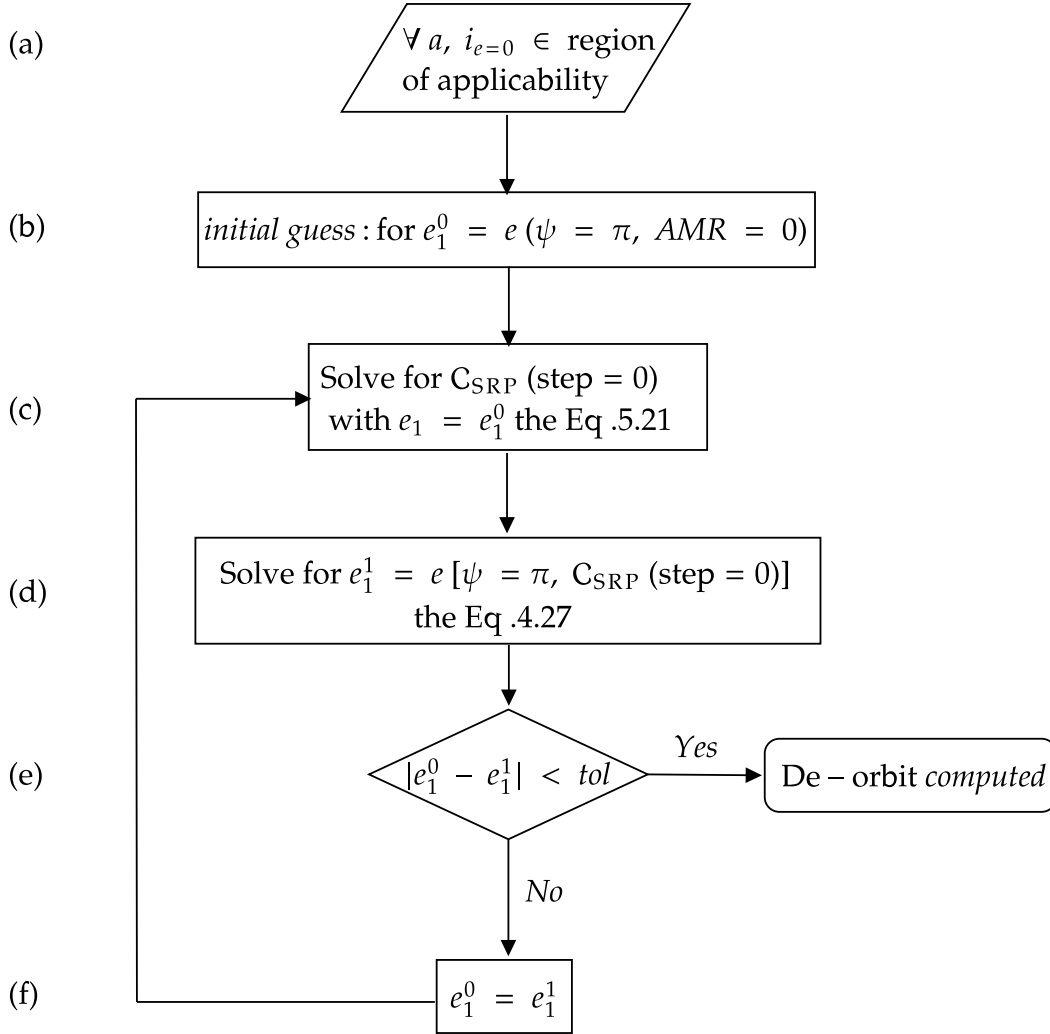 (a)
∀ a, i_{e=0} ∈ region
of applicability
(b)
initial guess : for e_1^0 = e (ψ = π, AMR = 0)
(c)
Solve for C_SRP (step = 0)
with e_1 = e_1^0 the Eq .5.21
(d)
Solve for e_1^1 = e [ψ = π, C_SRP (step = 0)]
the Eq .4.27
(e)
|e_1^0 − e_1^1| < tol
Yes
De − orbit computed
No
(f)
e_1^0 = e_1^1